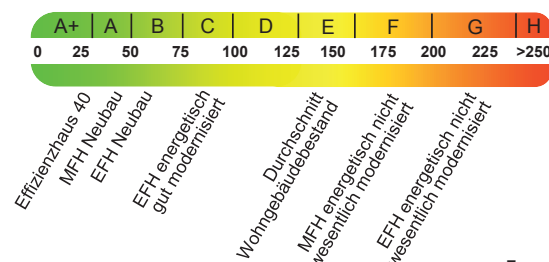 A+ A B C D E F G H
0 25 50 75 100 125 150 175 200 225 >250
Effizienzhaus 40
MFH Neubau
EFH Neubau
EFH energetisch
gut modernisiert
Durchschnitt
Wohngebäudebestand
MFH energetisch nicht
wesentlich modernisiert
EFH energetisch nicht
wesentlich modernisiert